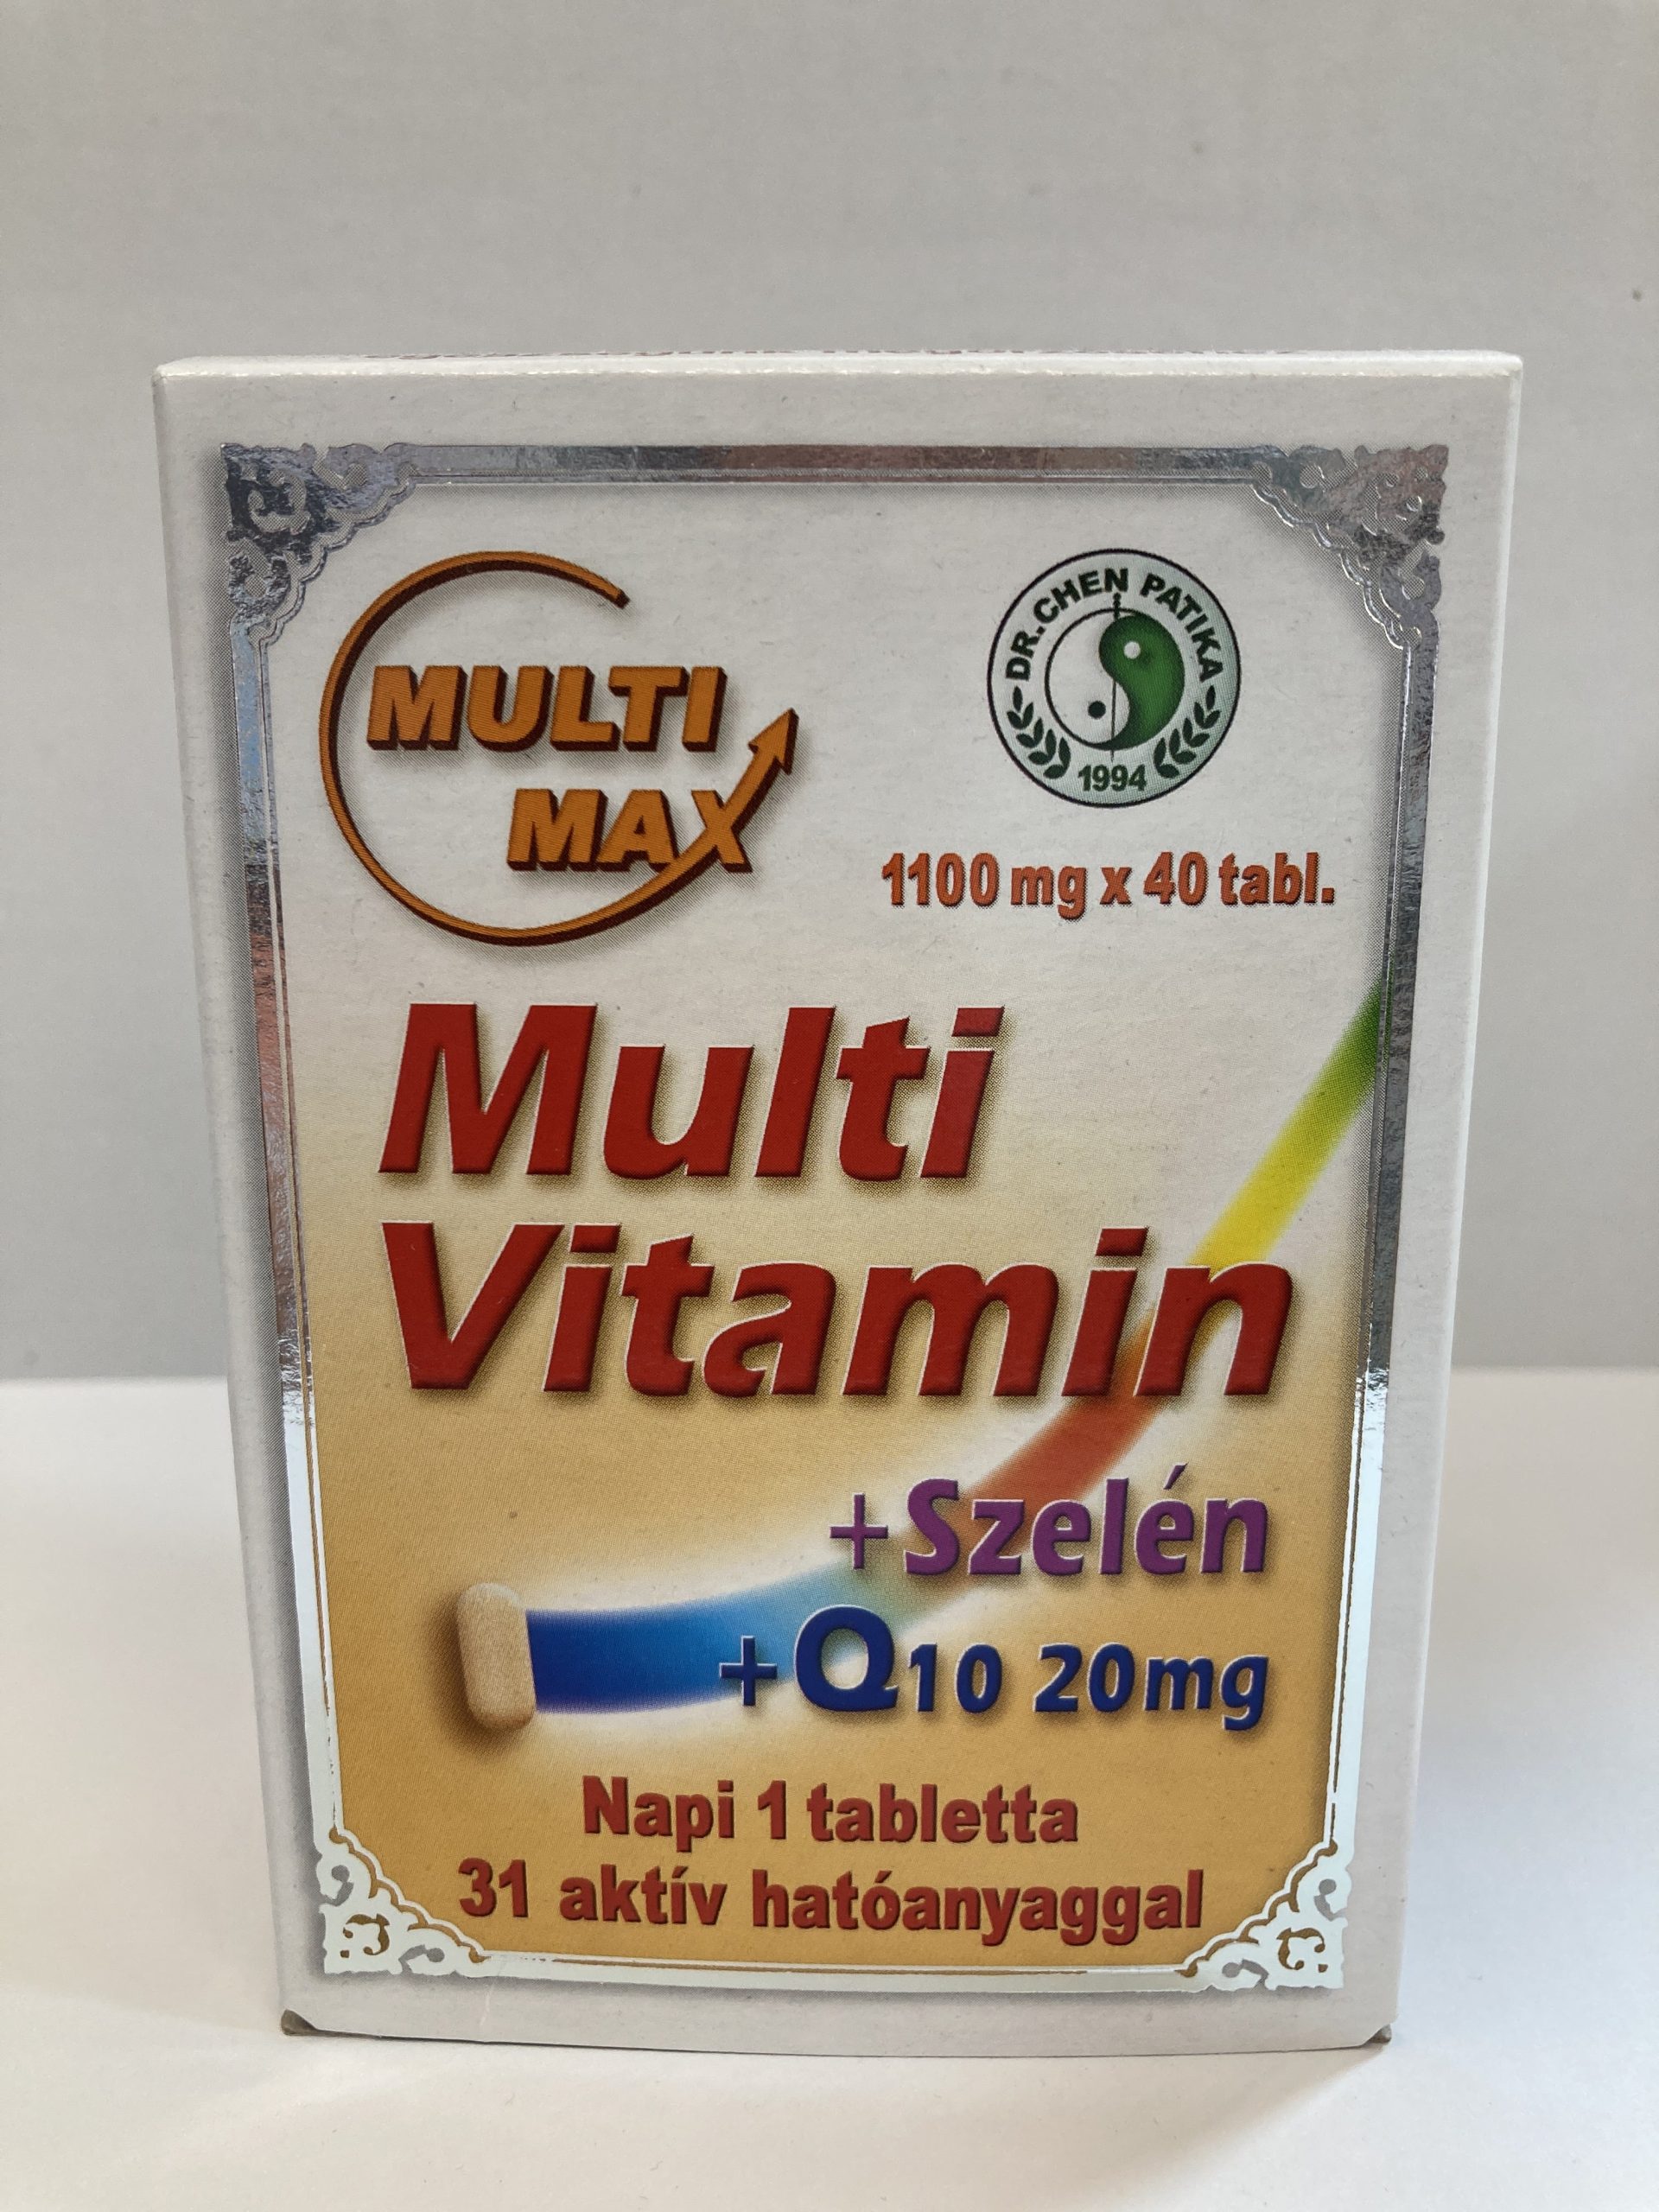 MULTI
MAX
DR. CHEN PATIKA
1994
1100 mg x 40 tabl.
Multi
Vitamin
+Szelén
+Q10 20mg
Napi 1 tabletta
31 aktív hatóanyaggal